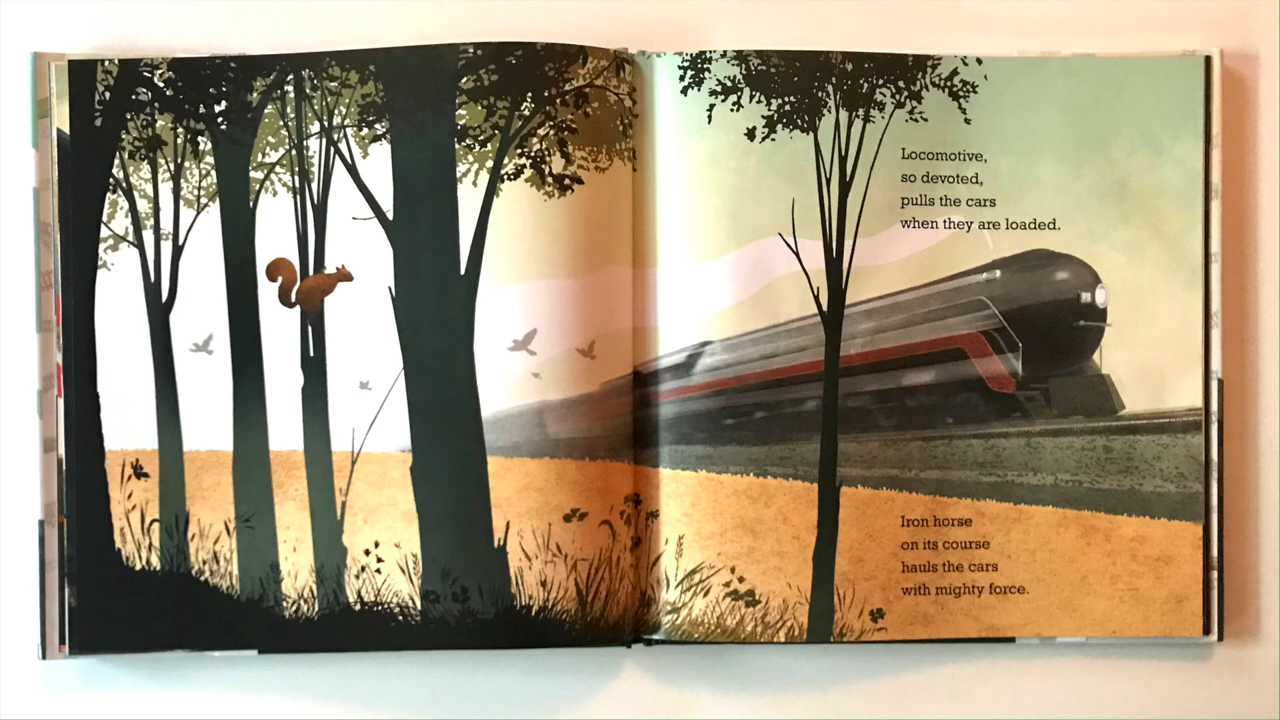 Locomotive,
so devoted,
pulls the cars
when they are loaded.
Iron horse
on its course
hauls the cars
with mighty force.